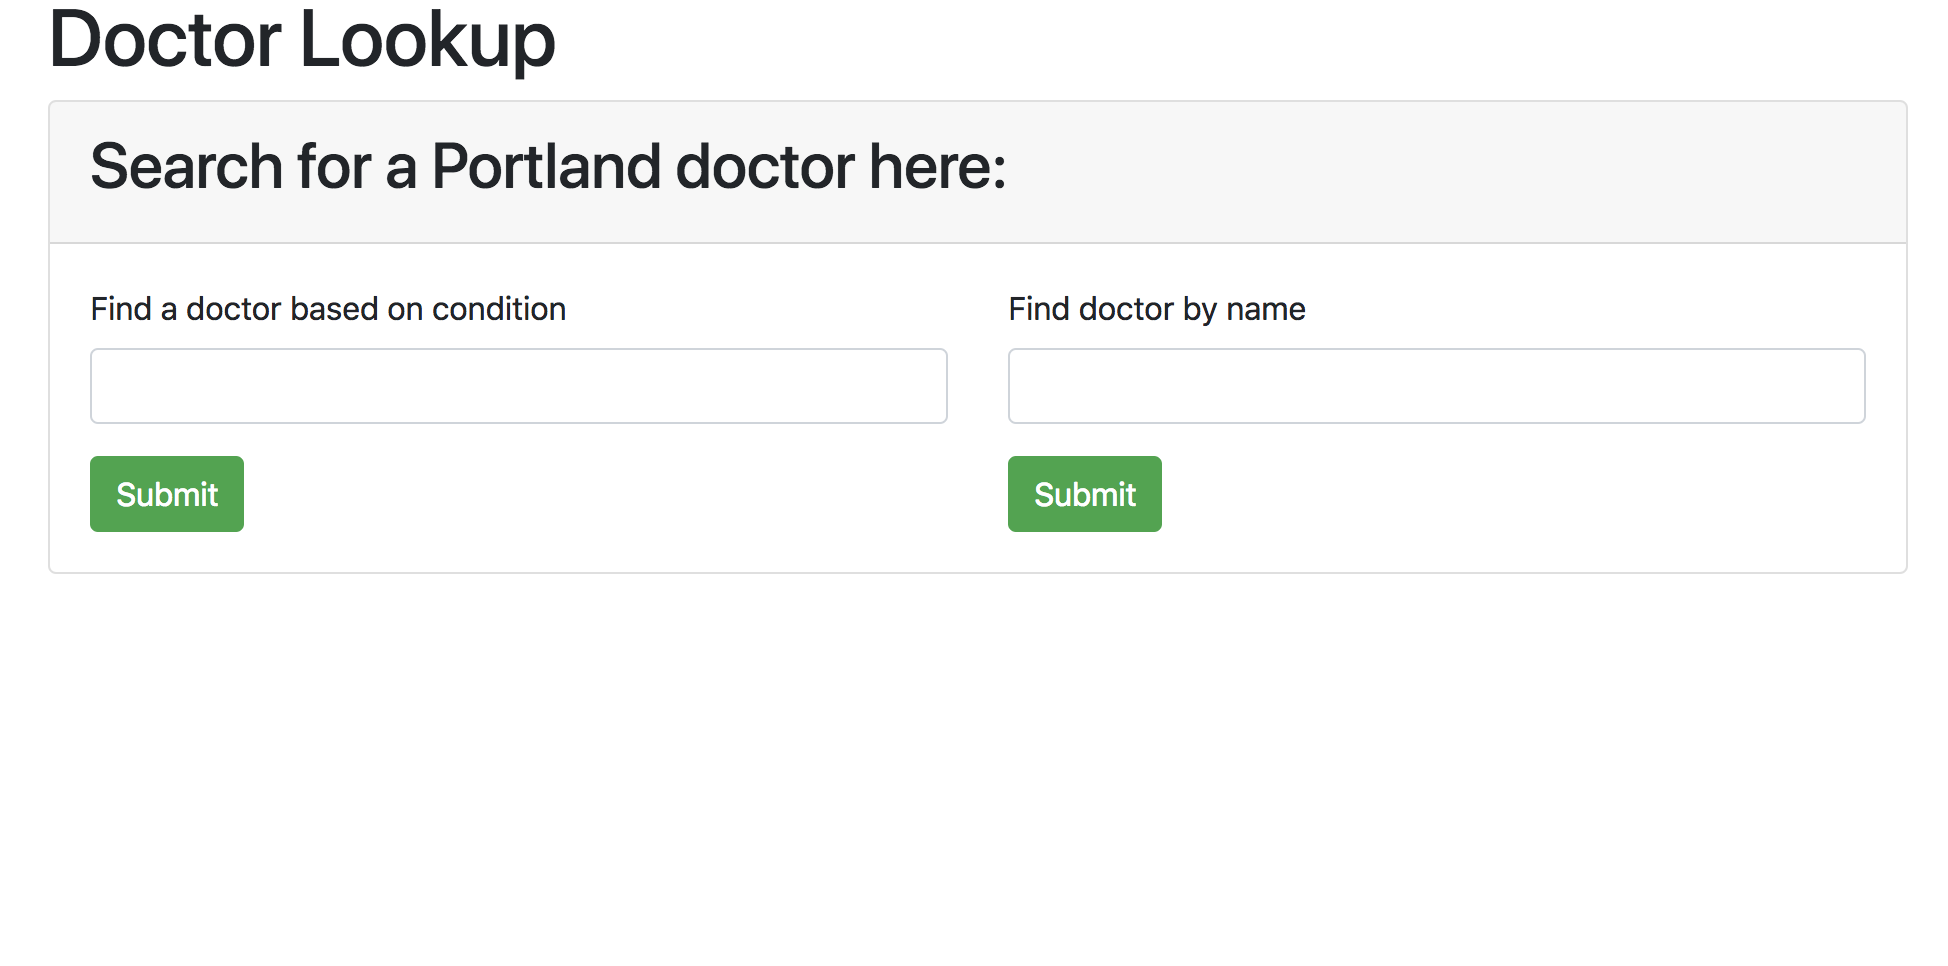 Doctor Lookup
Search for a Portland doctor here:
Find a doctor based on condition
Submit
Find doctor by name
Submit